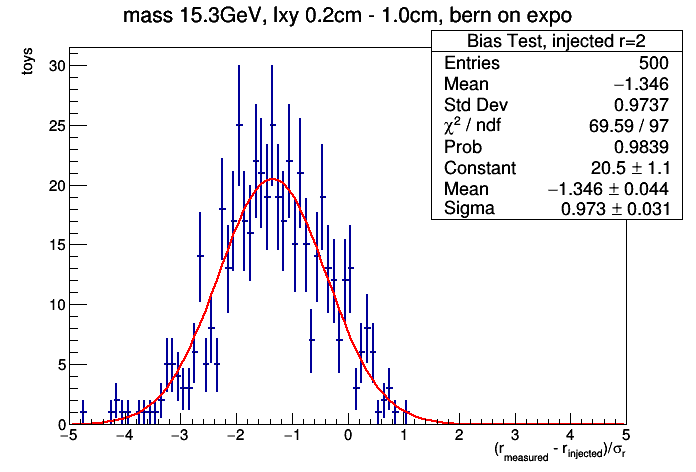 mass 15.3GeV, lxy 0.2cm - 1.0cm, bern on expo
Bias Test, injected r=2
Entries 500
Mean −1.346
Std Dev 0.9737
χ² / ndf 69.59 / 97
Prob 0.9839
Constant 20.5 ± 1.1
Mean −1.346 ± 0.044
Sigma 0.973 ± 0.031
toys
30
25
20
15
10
5
0
−5 −4 −3 −2 −1 0 1 2 3 4 5
(r_measured - r_injected)/σ_r